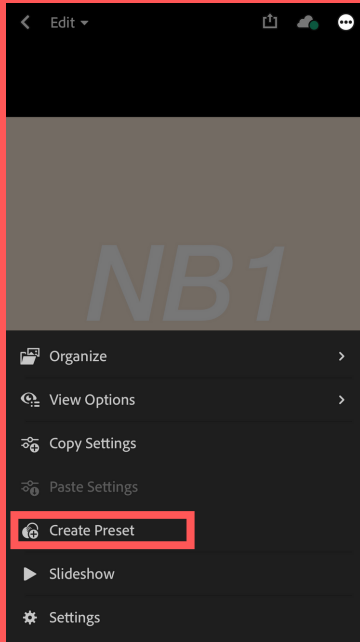 Edit
NB1
Organize
View Options
Copy Settings
Paste Settings
Create Preset
Slideshow
Settings